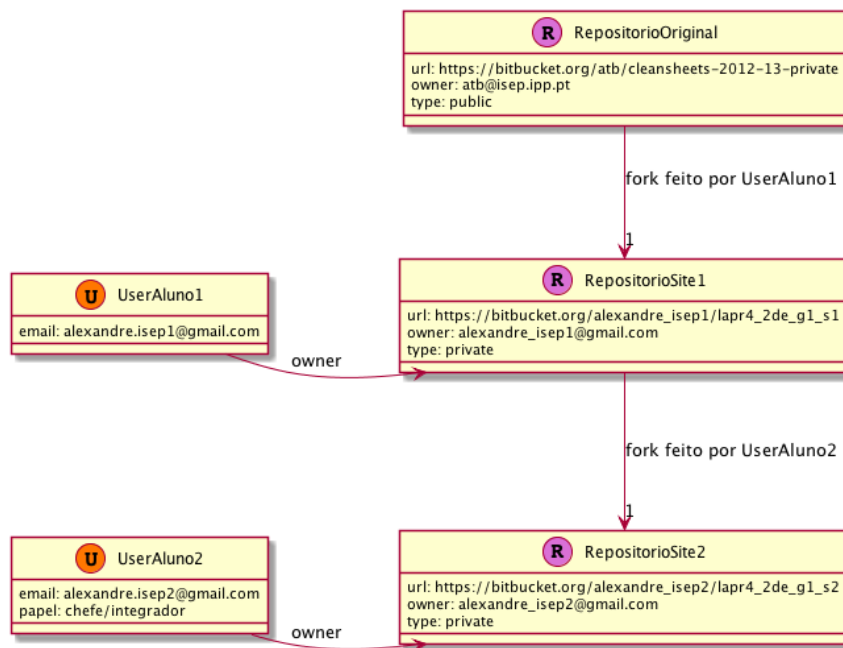 R RepositorioOriginal
url: https://bitbucket.org/atb/cleansheets-2012-13-private
owner: atb@isep.ipp.pt
type: public
fork feito por UserAluno1
1
U UserAluno1
email: alexandre.isep1@gmail.com
owner
R RepositorioSite1
url: https://bitbucket.org/alexandre_isep1/lapr4_2de_g1_s1
owner: alexandre_isep1@gmail.com
type: private
fork feito por UserAluno2
1
U UserAluno2
email: alexandre.isep2@gmail.com
papel: chefe/integrador
owner
R RepositorioSite2
url: https://bitbucket.org/alexandre_isep2/lapr4_2de_g1_s2
owner: alexandre_isep2@gmail.com
type: private